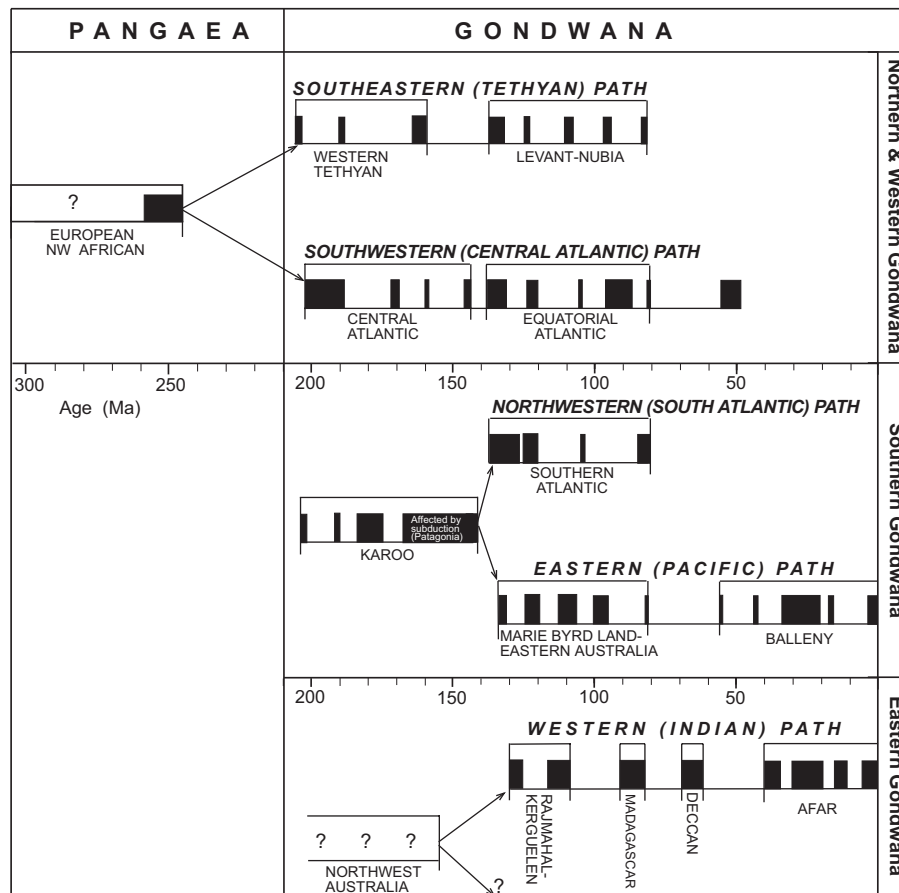 PANGAEA
GONDWANA
SOUTHEASTERN (TETHYAN) PATH
WESTERN
TETHYAN
LEVANT-NUBIA
?
EUROPEAN
NW AFRICAN
SOUTHWESTERN (CENTRAL ATLANTIC) PATH
CENTRAL
ATLANTIC
EQUATORIAL
ATLANTIC
Northern & Western Gondwana
300 250 200 150 100 50
Age (Ma)
NORTHWESTERN (SOUTH ATLANTIC) PATH
SOUTHERN
ATLANTIC
Affected by
subduction
(Patagonia)
KAROO
EASTERN (PACIFIC) PATH
MARIE BYRD LAND-
EASTERN AUSTRALIA
BALLENY
Southern Gondwana
200 150 100 50
WESTERN (INDIAN) PATH
RAJMAHAL-
KERGUELEN
MADAGASCAR
DECCAN
AFAR
? ? ?
NORTHWEST
AUSTRALIA
?
Eastern Gondwana